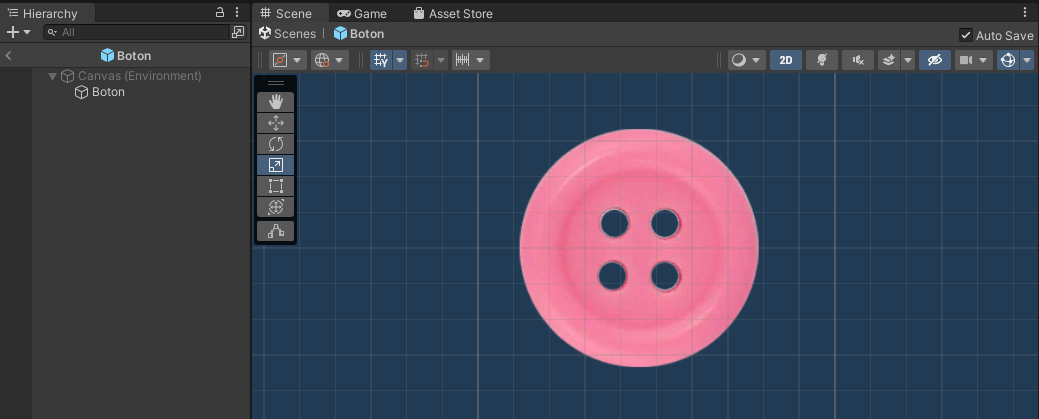 Hierarchy
All
Boton
Canvas (Environment)
Boton
Scene Game Asset Store
Scenes Boton Auto Save
2D